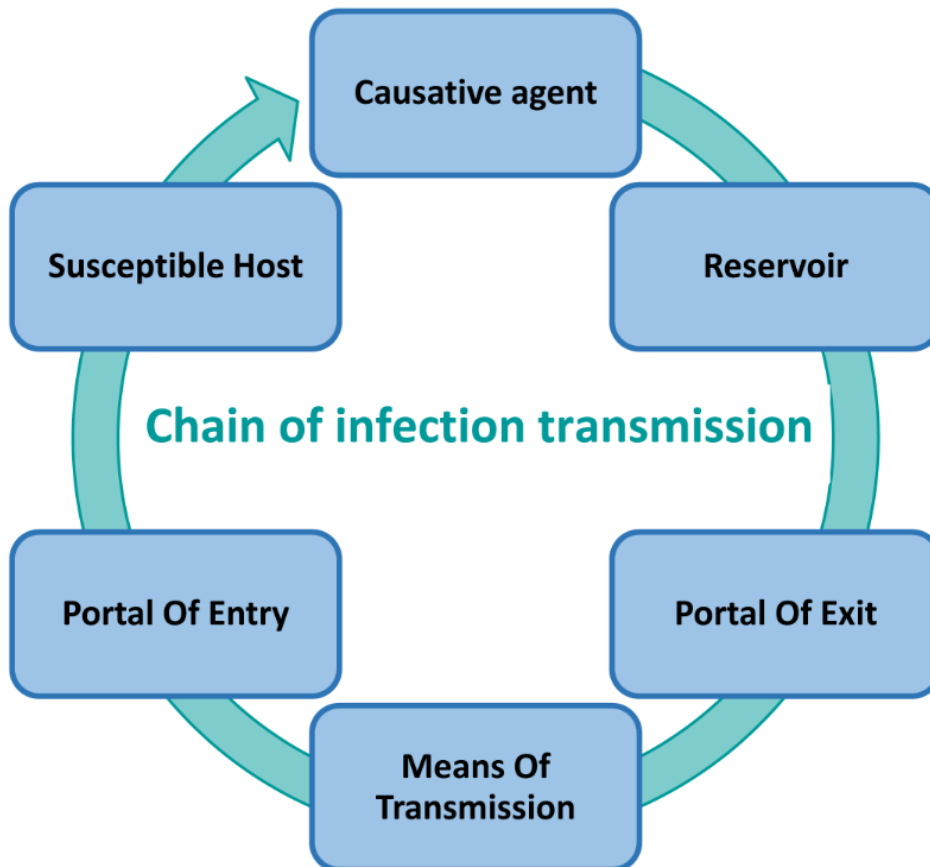 Causative agent
Susceptible Host
Reservoir
Chain of infection transmission
Portal Of Entry
Portal Of Exit
Means Of
Transmission